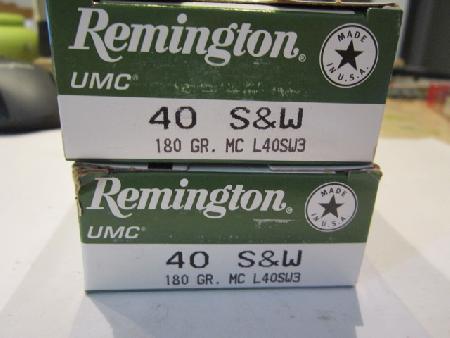 Remington®
MADE
IN U.S.A.
UMC®
40 S&W
180 GR. MC L40SW3
Remington®
MADE
IN U.S.A.
UMC®
40 S&W
180 GR. MC L40SW3